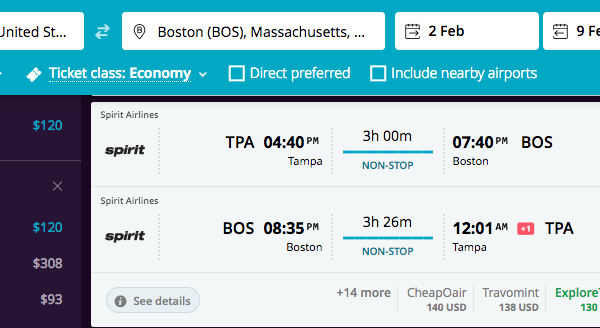 United St...
Boston (BOS), Massachusetts, ...
2 Feb
9 Fe
Ticket class: Economy
Direct preferred
Include nearby airports
$120
Spirit Airlines
spirit
TPA 04:40 PM
Tampa
3h 00m
NON-STOP
07:40 PM BOS
Boston
$120
$308
$93
Spirit Airlines
spirit
BOS 08:35 PM
Boston
3h 26m
NON-STOP
12:01 AM +1 TPA
Tampa
See details
+14 more
CheapOair
140 USD
Travomint
138 USD
Explore
130